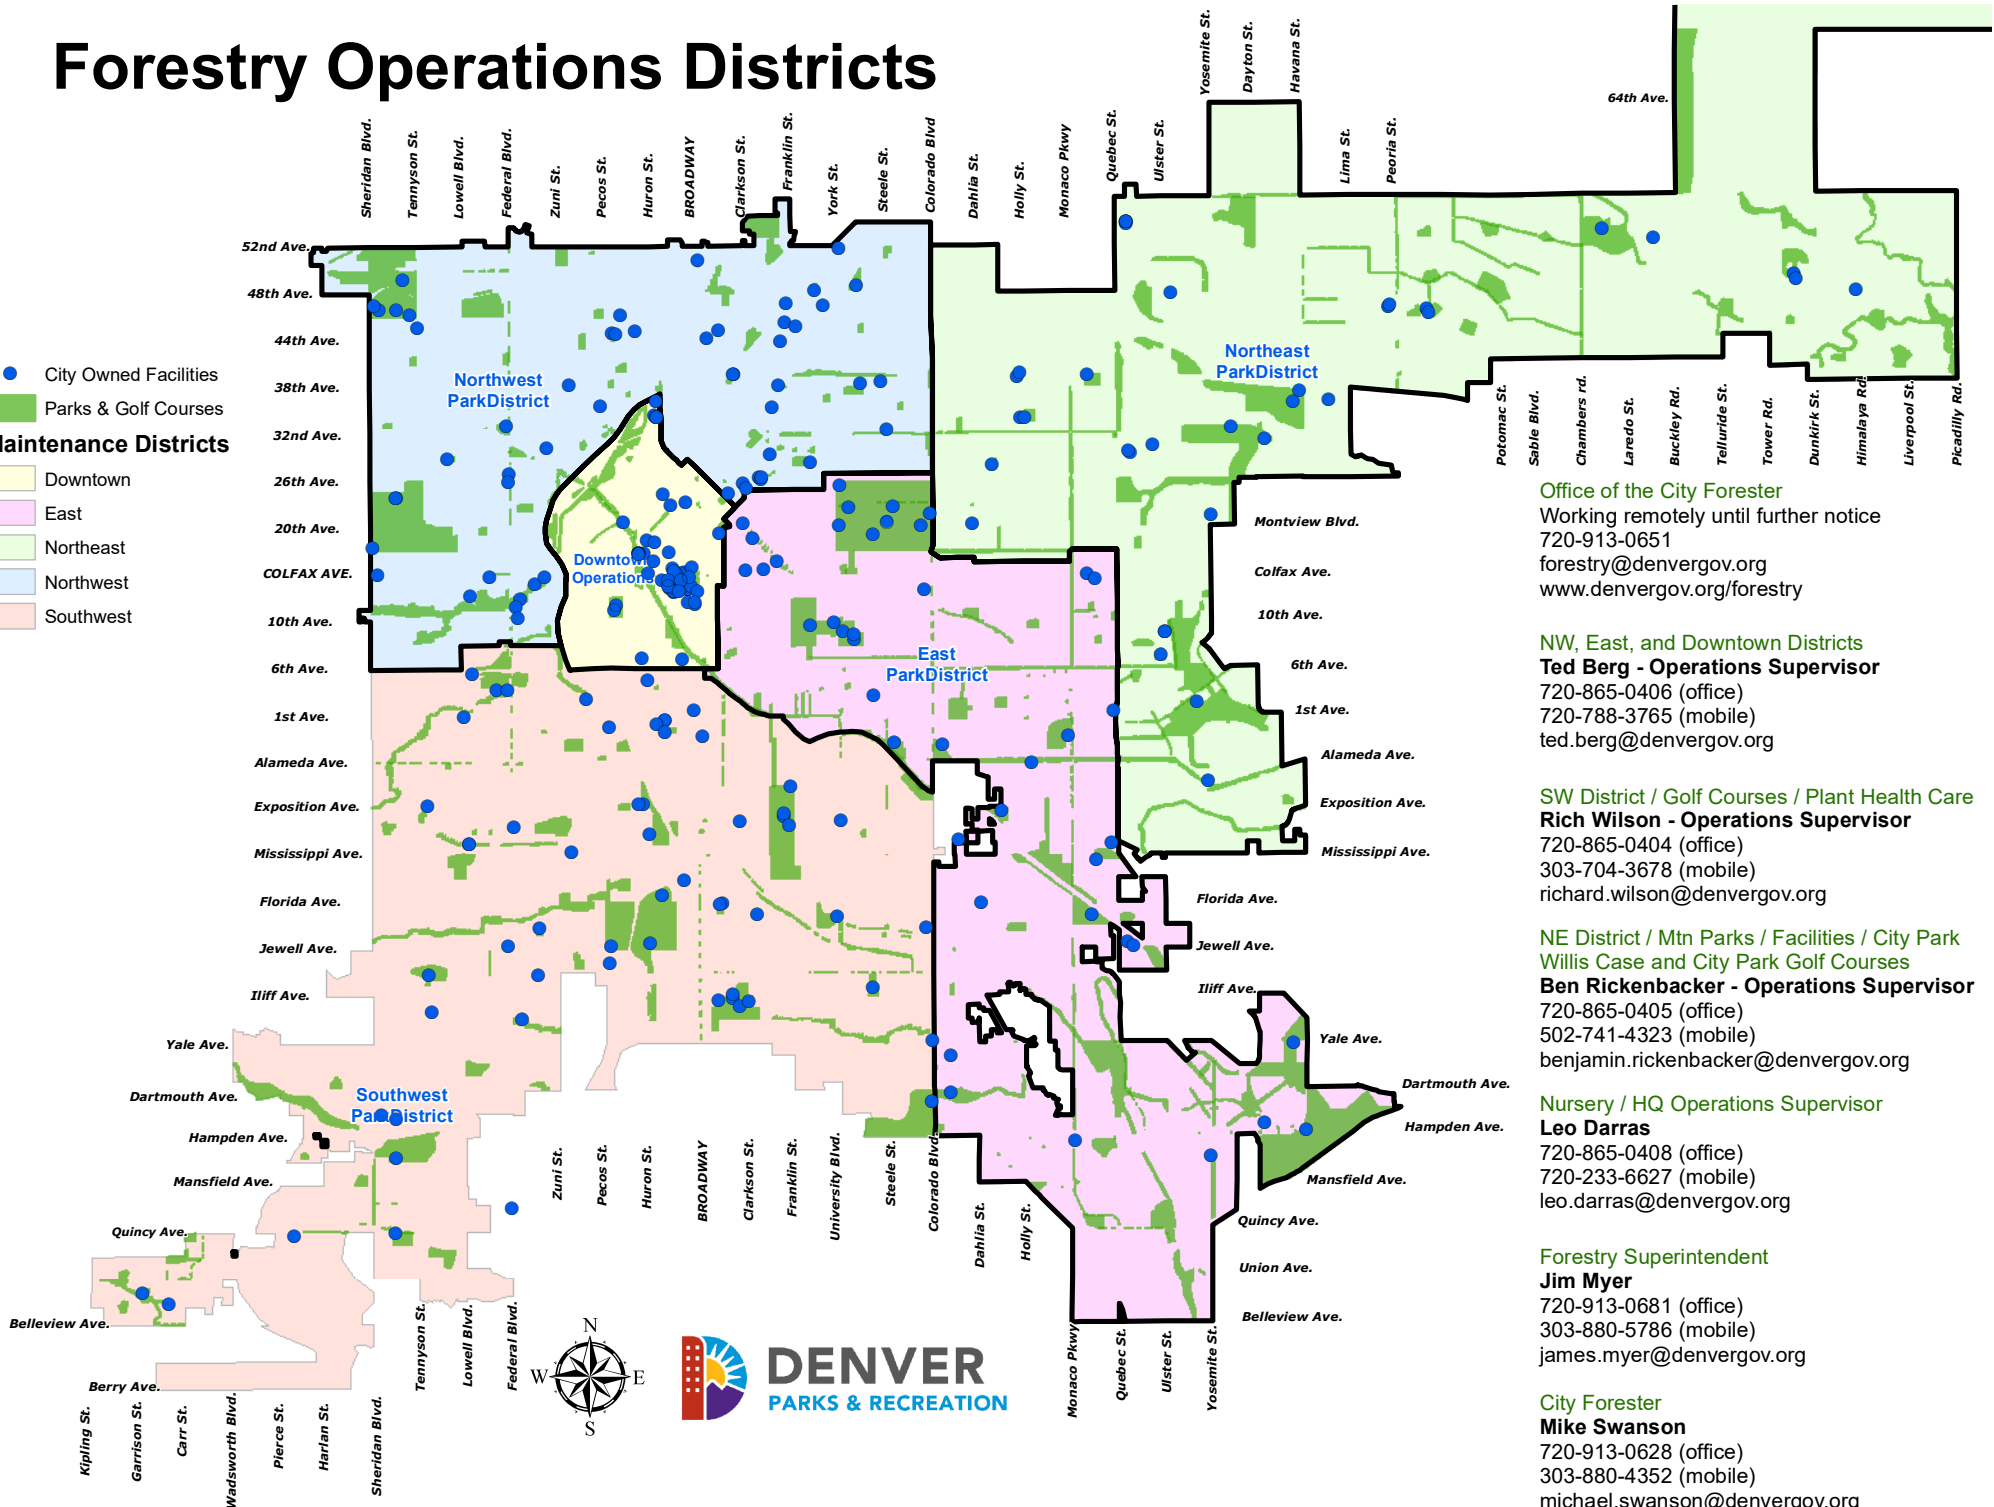 Forestry Operations Districts
Sheridan Blvd.
Tennyson St.
Lowell Blvd.
Federal Blvd.
Zuni St.
Pecos St.
Huron St.
BROADWAY
Clarkson St.
Franklin St.
York St.
Steele St.
Colorado Blvd
Dahlia St.
Holly St.
Monaco Pkwy
Quebec St.
Ulster St.
Yosemite St.
Dayton St.
Havana St.
Lima St.
Peoria St.
64th Ave.
52nd Ave.
48th Ave.
44th Ave.
38th Ave.
32nd Ave.
26th Ave.
20th Ave.
COLFAX AVE.
10th Ave.
6th Ave.
1st Ave.
Alameda Ave.
Exposition Ave.
Mississippi Ave.
Florida Ave.
Jewell Ave.
Iliff Ave.
Yale Ave.
Dartmouth Ave.
Hampden Ave.
Mansfield Ave.
Quincy Ave.
Belleview Ave.
Berry Ave.
City Owned Facilities
Parks & Golf Courses
Maintenance Districts
Downtown
East
Northeast
Northwest
Southwest
Northwest
ParkDistrict
Downtown
Operations
Northeast
ParkDistrict
East
ParkDistrict
Southwest
ParkDistrict
Potomac St.
Sable Blvd.
Chambers rd.
Laredo St.
Buckley Rd.
Telluride St.
Tower Rd.
Dunkirk St.
Himalaya Rd.
Liverpool St.
Picadilly Rd.
Montview Blvd.
Colfax Ave.
10th Ave.
6th Ave.
1st Ave.
Alameda Ave.
Exposition Ave.
Mississippi Ave.
Florida Ave.
Jewell Ave.
Iliff Ave.
Yale Ave.
Dartmouth Ave.
Hampden Ave.
Mansfield Ave.
Quincy Ave.
Union Ave.
Belleview Ave.
Zuni St.
Pecos St.
Huron St.
BROADWAY
Clarkson St.
Franklin St.
University Blvd.
Steele St.
Colorado Blvd.
Dahlia St.
Holly St.
Monaco Pkwy
Quebec St.
Ulster St.
Yosemite St.
Kipling St.
Garrison St.
Carr St.
Wadsworth Blvd.
Pierce St.
Harlan St.
Sheridan Blvd.
Tennyson St.
Lowell Blvd.
Federal Blvd.
N
W E
S
DENVER
PARKS & RECREATION
Office of the City Forester
Working remotely until further notice
720-913-0651
forestry@denvergov.org
www.denvergov.org/forestry
NW, East, and Downtown Districts
Ted Berg - Operations Supervisor
720-865-0406 (office)
720-788-3765 (mobile)
ted.berg@denvergov.org
SW District / Golf Courses / Plant Health Care
Rich Wilson - Operations Supervisor
720-865-0404 (office)
303-704-3678 (mobile)
richard.wilson@denvergov.org
NE District / Mtn Parks / Facilities / City Park
Willis Case and City Park Golf Courses
Ben Rickenbacker - Operations Supervisor
720-865-0405 (office)
502-741-4323 (mobile)
benjamin.rickenbacker@denvergov.org
Nursery / HQ Operations Supervisor
Leo Darras
720-865-0408 (office)
720-233-6627 (mobile)
leo.darras@denvergov.org
Forestry Superintendent
Jim Myer
720-913-0681 (office)
303-880-5786 (mobile)
james.myer@denvergov.org
City Forester
Mike Swanson
720-913-0628 (office)
303-880-4352 (mobile)
michael.swanson@denvergov.org